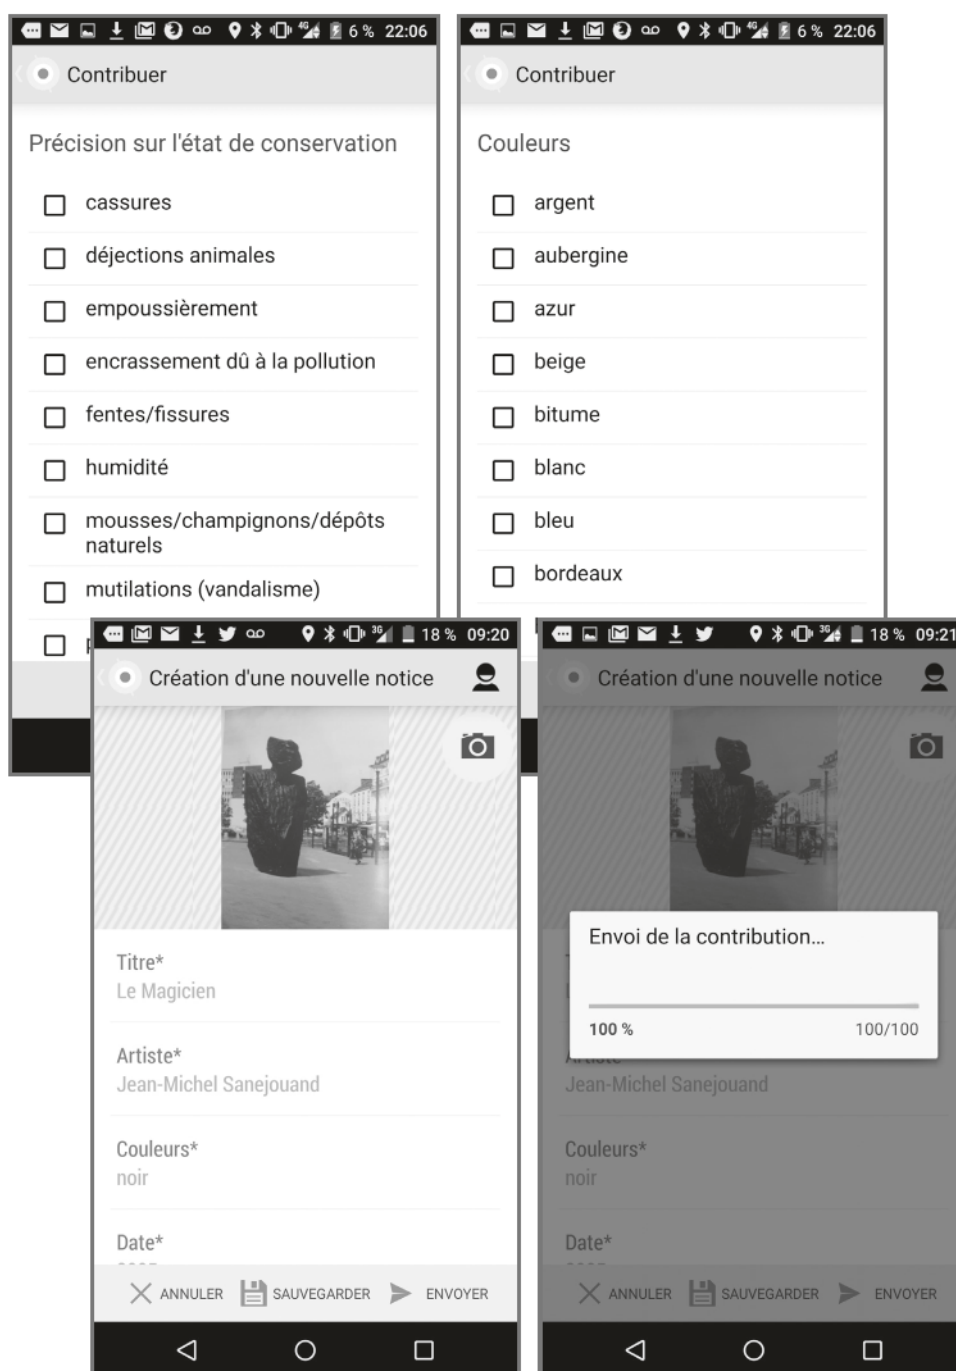 6 % 22:06
Contribuer
Précision sur l'état de conservation
cassures
déjections animales
empoussièrement
encrassement dû à la pollution
fentes/fissures
humidité
mousses/champignons/dépôts
naturels
mutilations (vandalisme)
4G 6 % 22:06
Contribuer
Couleurs
argent
aubergine
azur
beige
bitume
blanc
bleu
bordeaux
3G 18 % 09:20
Création d'une nouvelle notice
Titre*
Le Magicien
Artiste*
Jean-Michel Sanejouand
Couleurs*
noir
Date*
ANNULER SAUVEGARDER ENVOYER
3G 18 % 09:21
Création d'une nouvelle notice
Envoi de la contribution...
100 % 100/100
Jean-Michel Sanejouand
Couleurs*
noir
Date*
ANNULER SAUVEGARDER ENVOYER